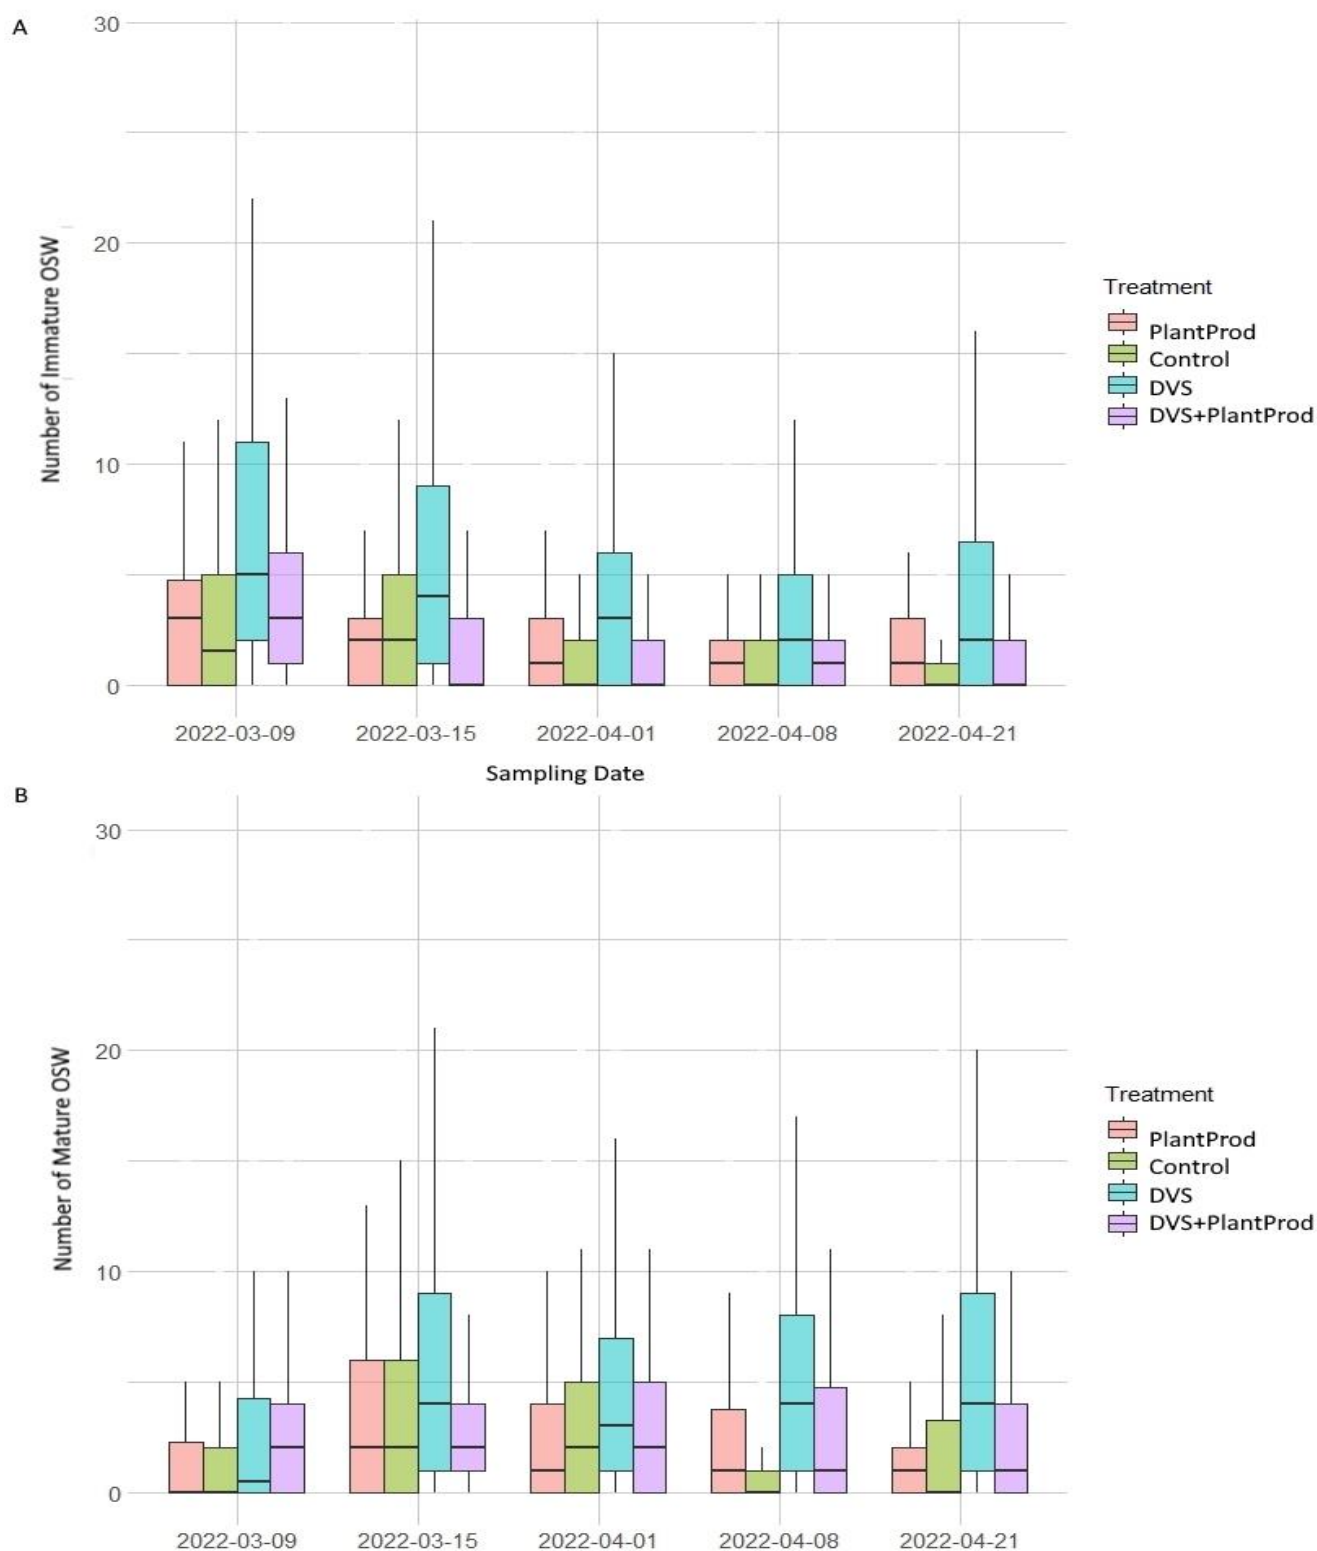 A
30
20
10
0
Number of Immature OSW
2022-03-09 2022-03-15 2022-04-01 2022-04-08 2022-04-21
Sampling Date
Treatment
PlantProd
Control
DVS
DVS+PlantProd
B
30
20
10
0
Number of Mature OSW
2022-03-09 2022-03-15 2022-04-01 2022-04-08 2022-04-21
Treatment
PlantProd
Control
DVS
DVS+PlantProd